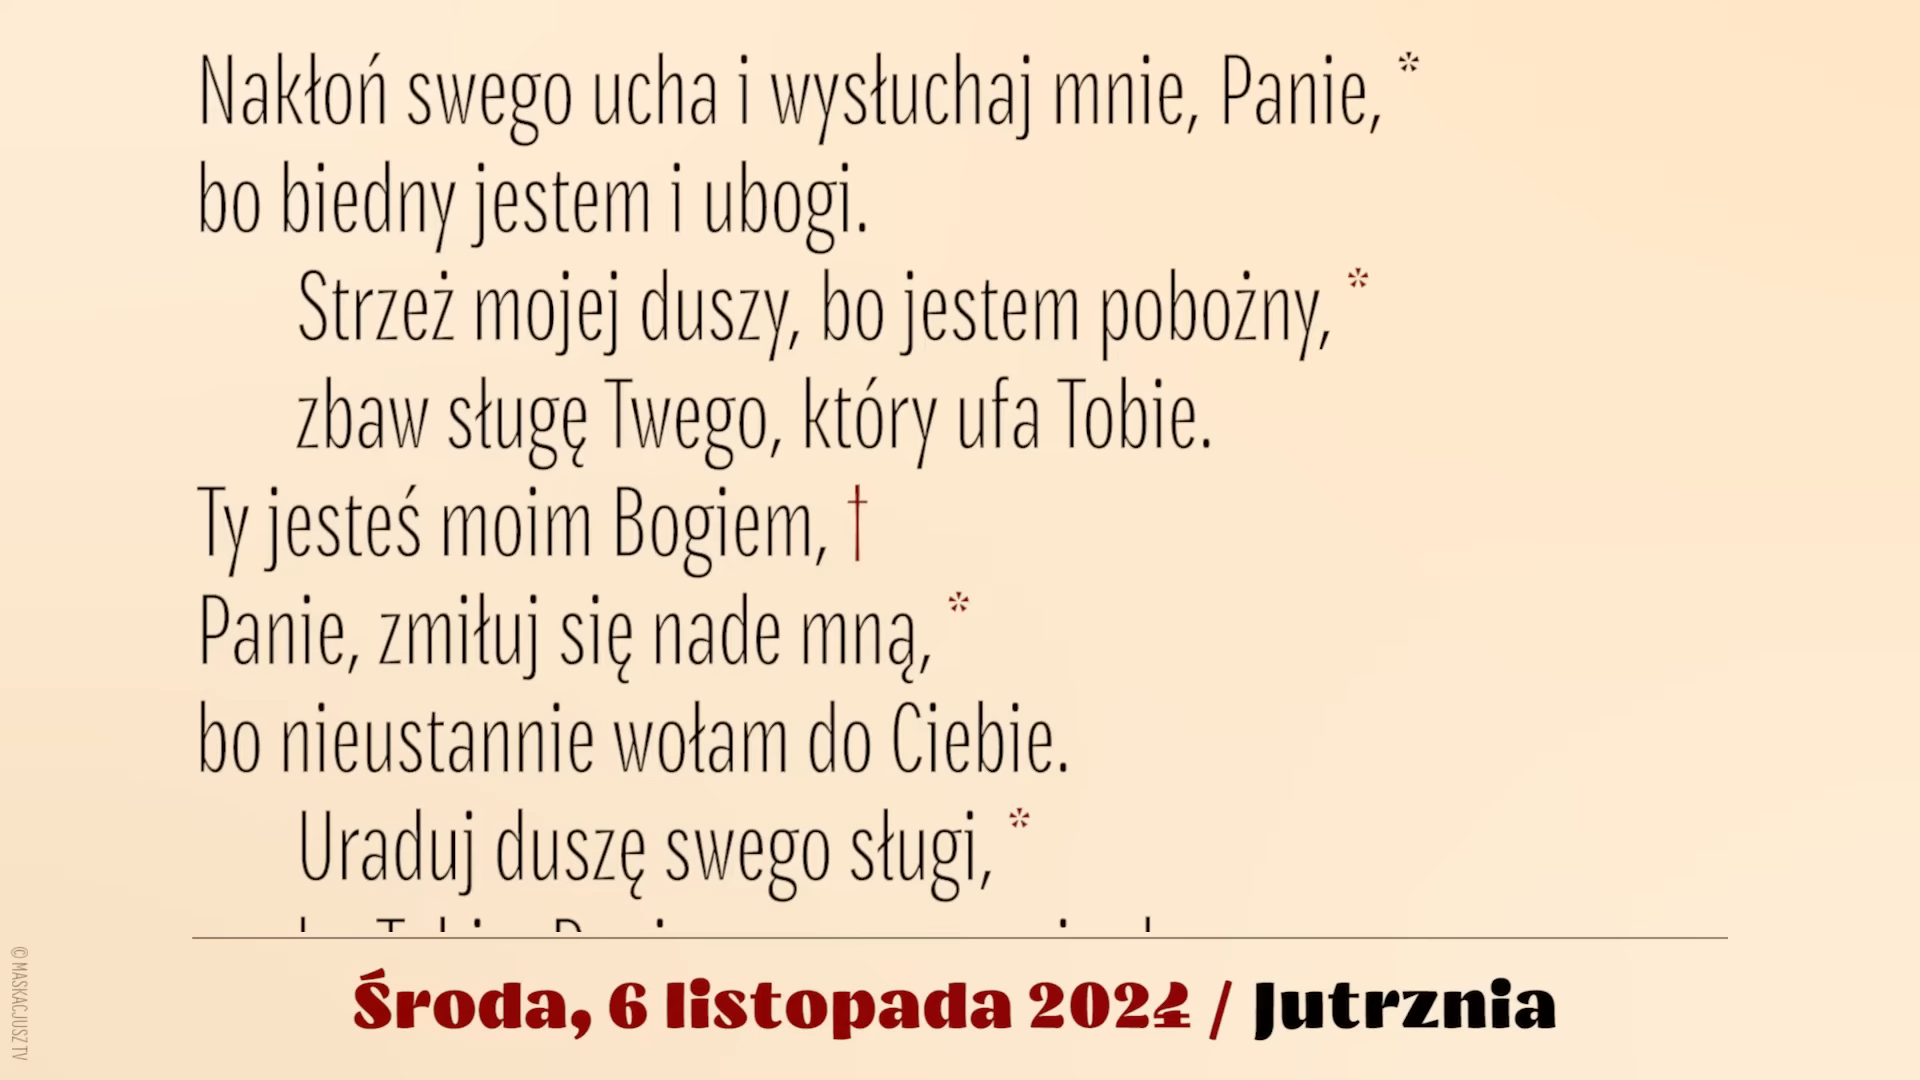 Nakłoń swego ucha i wysłuchaj mnie, Panie, *
bo biedny jestem i ubogi.
Strzeż mojej duszy, bo jestem pobożny, *
zbaw sługę Twego, który ufa Tobie.
Ty jesteś moim Bogiem, †
Panie, zmiłuj się nade mną, *
bo nieustannie wołam do Ciebie.
Uraduj duszę swego sługi, *
Środa, 6 listopada 2024 / Jutrznia
© MASKACJUSZ TV